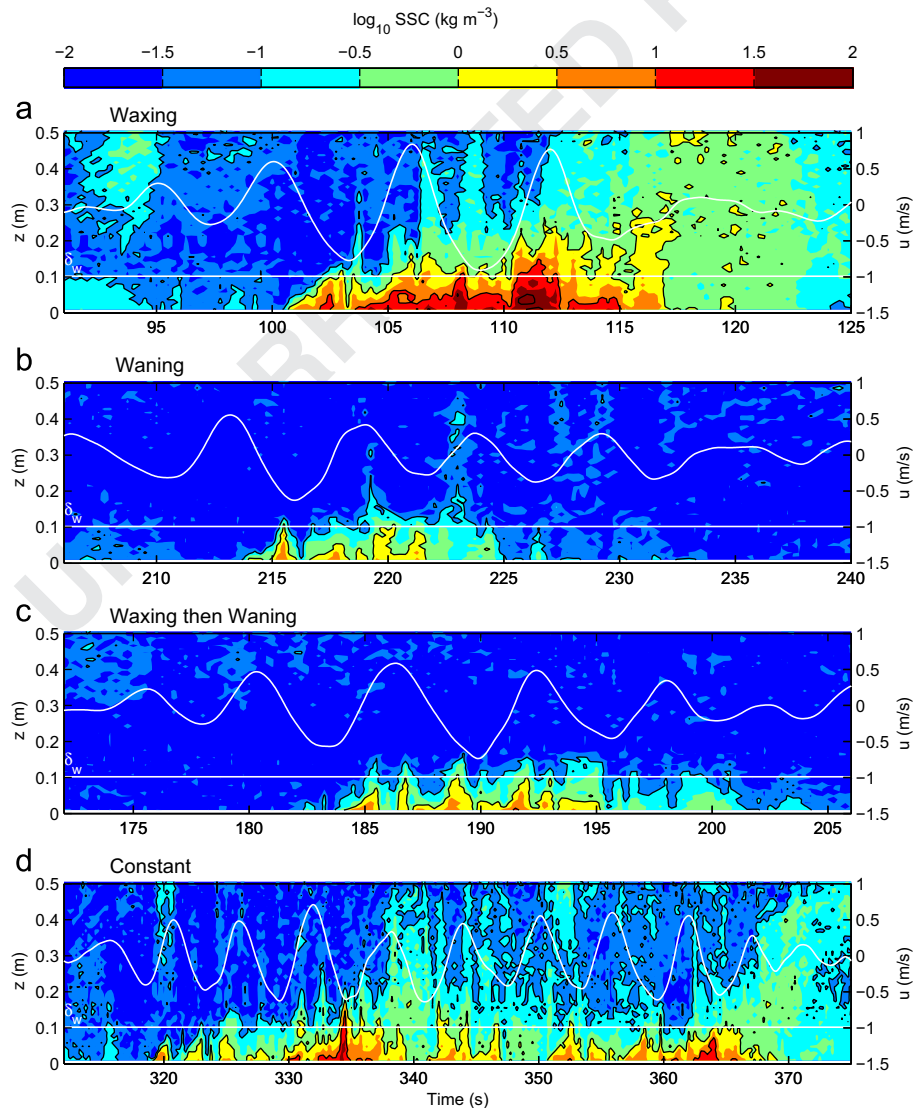 log10 SSC (kg m−3)
−2 −1.5 −1 −0.5 0 0.5 1 1.5 2
a Waxing
0.5 0.4 0.3 0.2 0.1 0
z (m)
δw
1 0.5 0 −0.5 −1 −1.5
u (m/s)
95 100 105 110 115 120 125
b Waning
0.5 0.4 0.3 0.2 0.1 0
z (m)
δw
1 0.5 0 −0.5 −1 −1.5
u (m/s)
210 215 220 225 230 235 240
c Waxing then Waning
0.5 0.4 0.3 0.2 0.1 0
z (m)
δw
1 0.5 0 −0.5 −1 −1.5
u (m/s)
175 180 185 190 195 200 205
d Constant
0.5 0.4 0.3 0.2 0.1 0
z (m)
δw
1 0.5 0 −0.5 −1 −1.5
u (m/s)
320 330 340 350 360 370
Time (s)